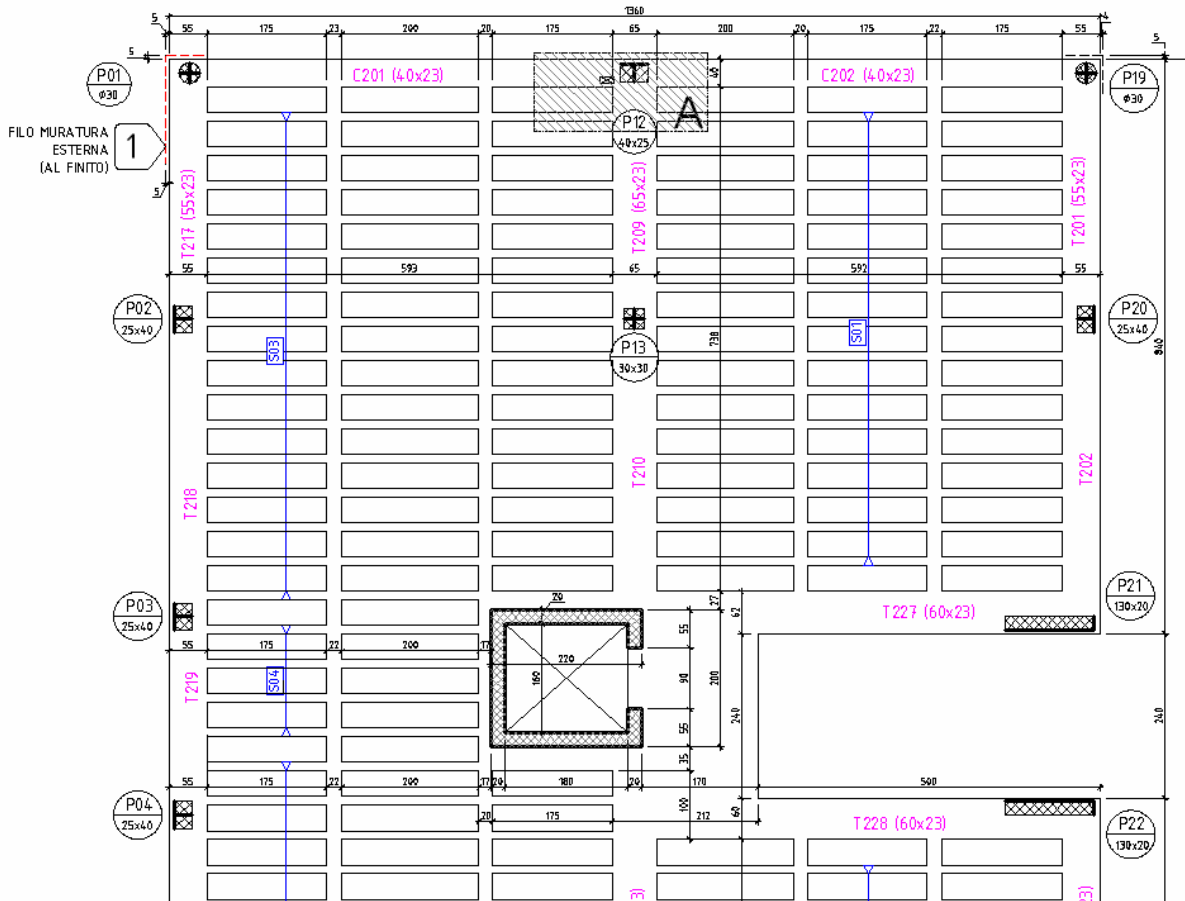 1360
5
55
175
23
200
20
175
65
200
20
175
22
175
55
4
5
5
P01
ø30
C201 (40x23)
40
C202 (40x23)
P19
ø30
A
P12
40x25
FILO MURATURA
ESTERNA
(AL FINITO)
1
5
T217 (55x23)
T209 (65x23)
T201 (55x23)
55
593
65
592
55
P02
25x40
P20
25x40
S03
S01
738
P13
30x30
840
T218
T210
T202
P03
25x40
20
27
62
P21
130x20
T227 (60x23)
55
55
175
22
200
17
220
160
90
200
T219
S04
240
240
55
35
55
175
22
200
17
20
180
20
170
500
P04
25x40
100
60
20
175
212
T228 (60x23)
P22
130x20
3)
23)